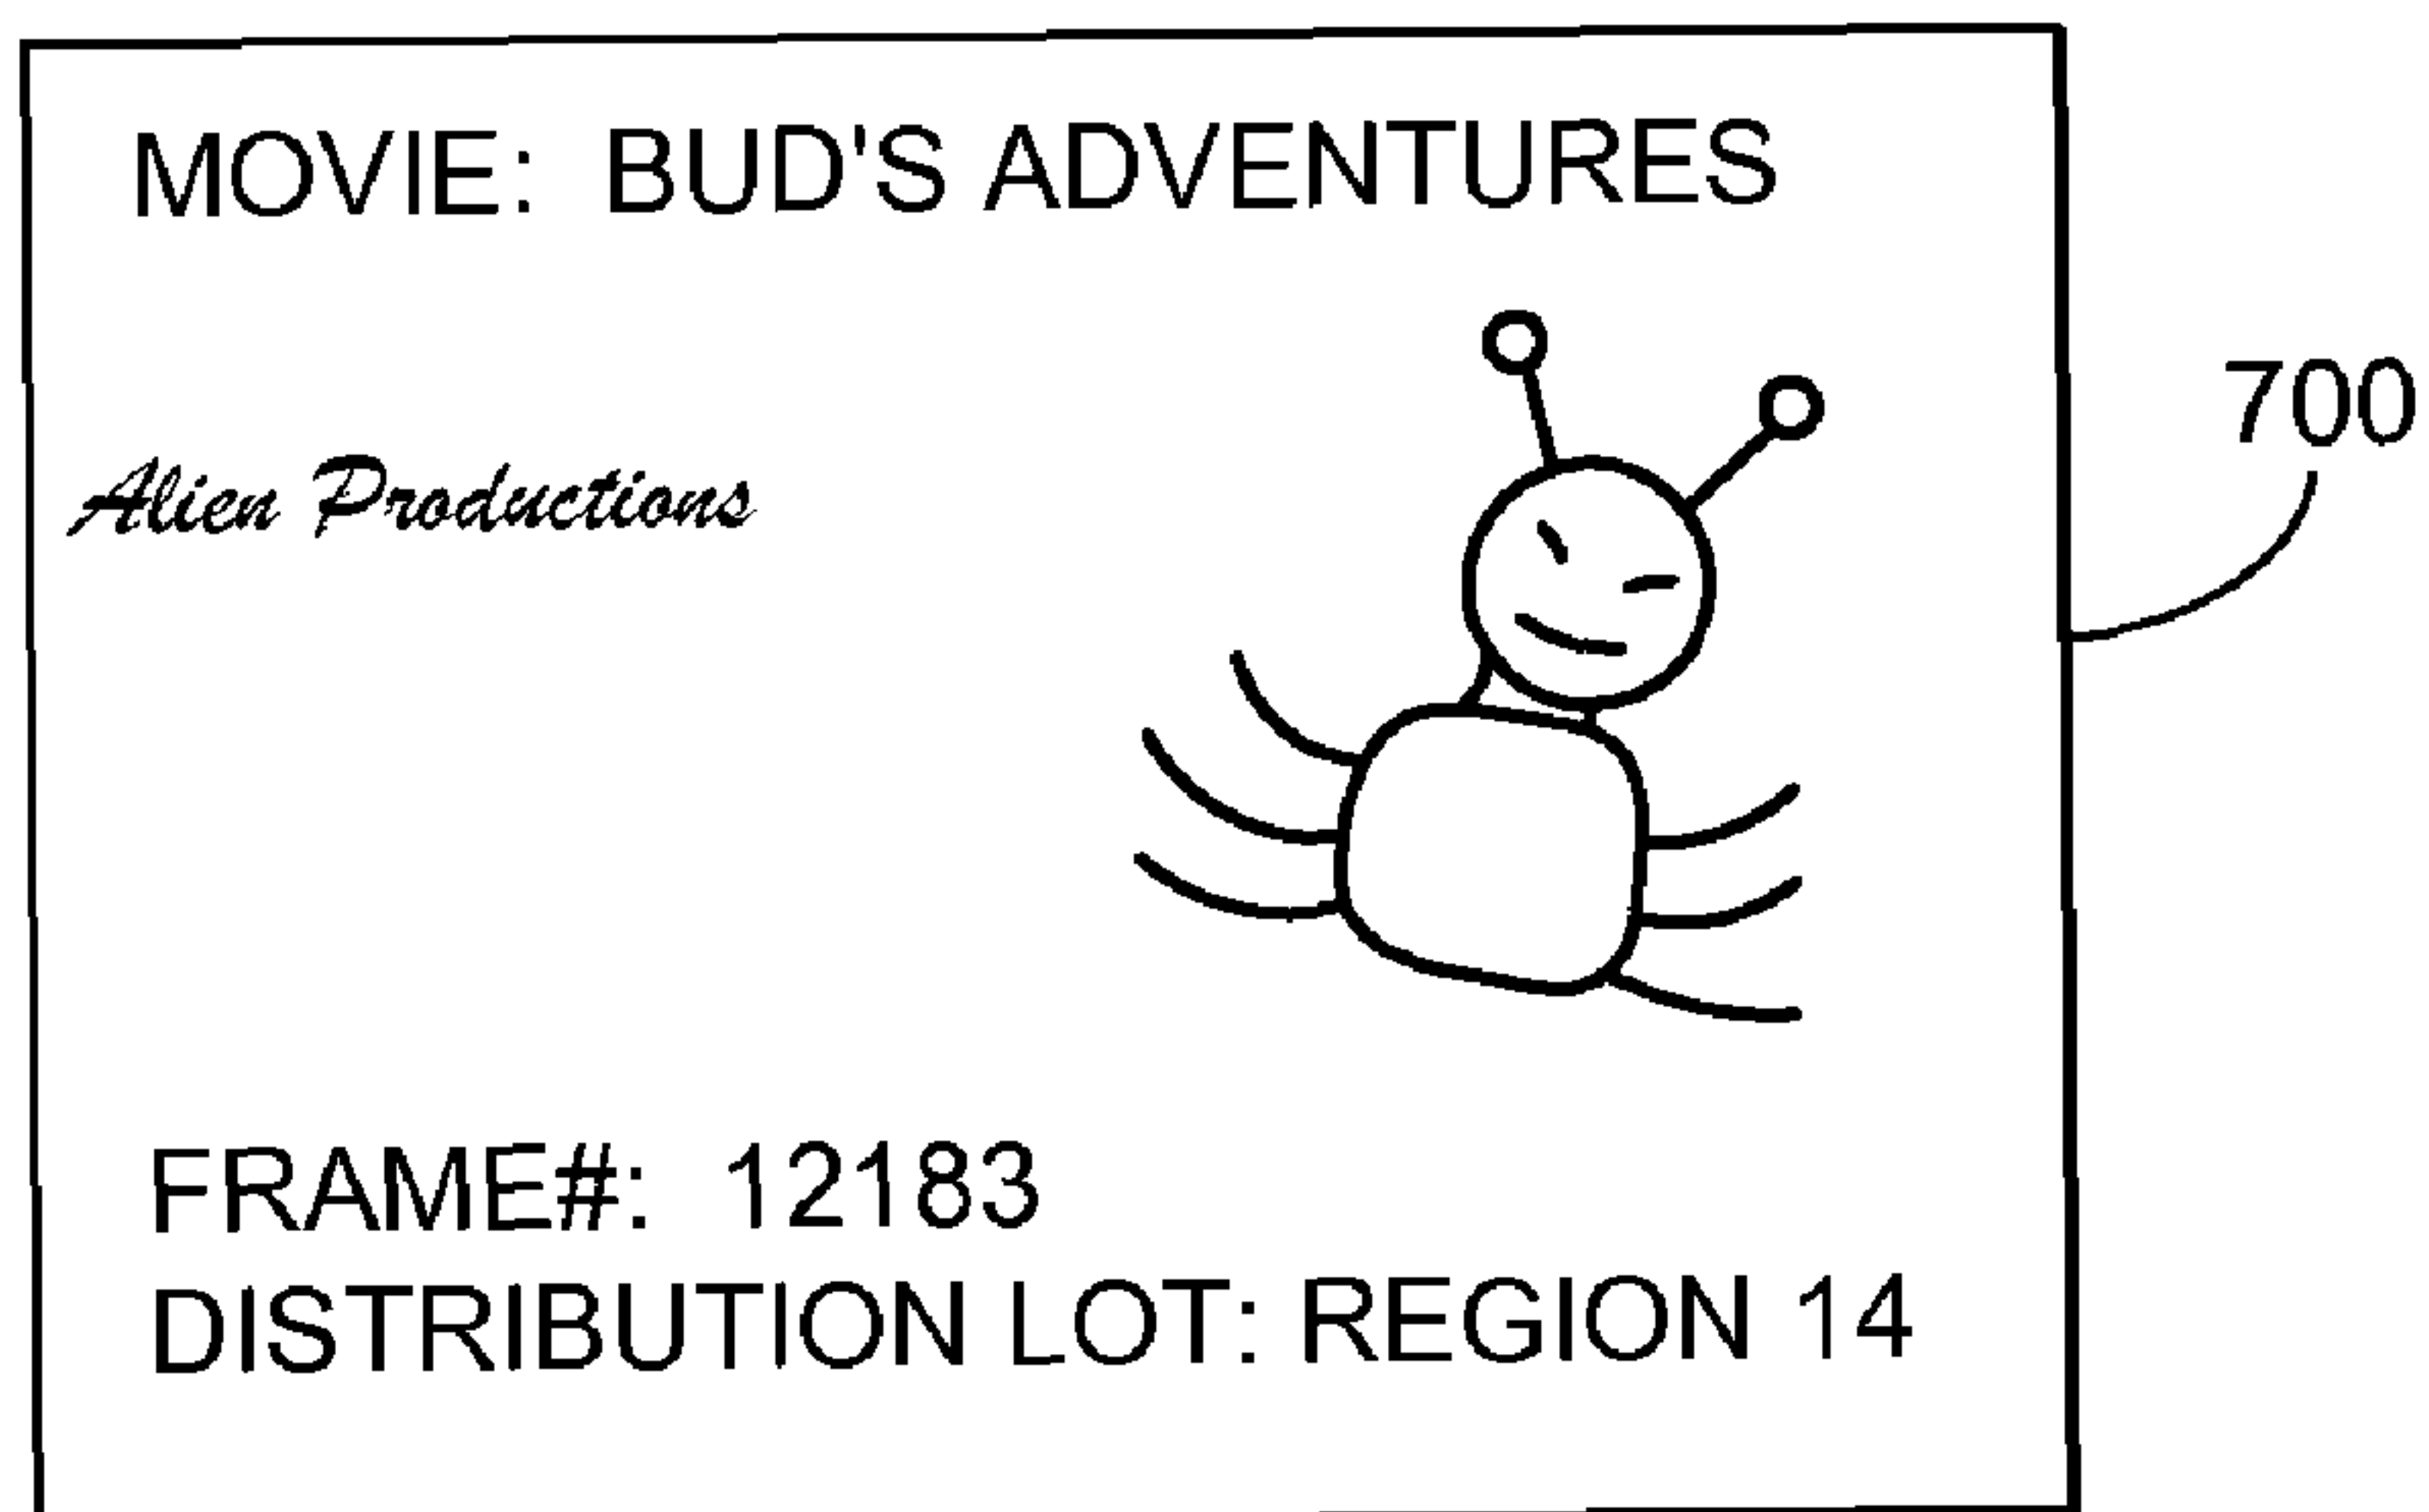 MOVIE: BUD'S ADVENTURES
700
Alien Productions
FRAME#: 12183
DISTRIBUTION LOT: REGION 14